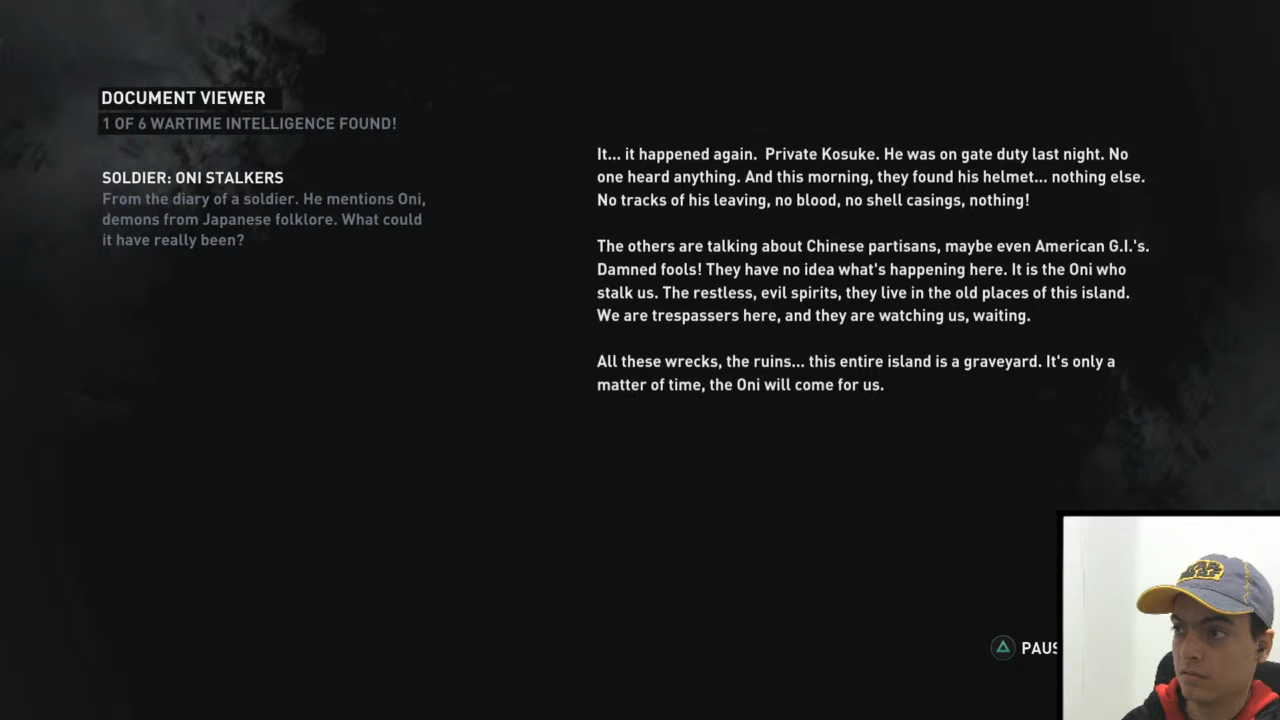 DOCUMENT VIEWER
1 OF 6 WARTIME INTELLIGENCE FOUND!
SOLDIER: ONI STALKERS
From the diary of a soldier. He mentions Oni,
demons from Japanese folklore. What could
it have really been?
It... it happened again.  Private Kosuke. He was on gate duty last night. No
one heard anything. And this morning, they found his helmet... nothing else.
No tracks of his leaving, no blood, no shell casings, nothing!
The others are talking about Chinese partisans, maybe even American G.I.'s.
Damned fools! They have no idea what's happening here. It is the Oni who
stalk us. The restless, evil spirits, they live in the old places of this island.
We are trespassers here, and they are watching us, waiting.
All these wrecks, the ruins... this entire island is a graveyard. It's only a
matter of time, the Oni will come for us.
PAUS
STAR
WARS